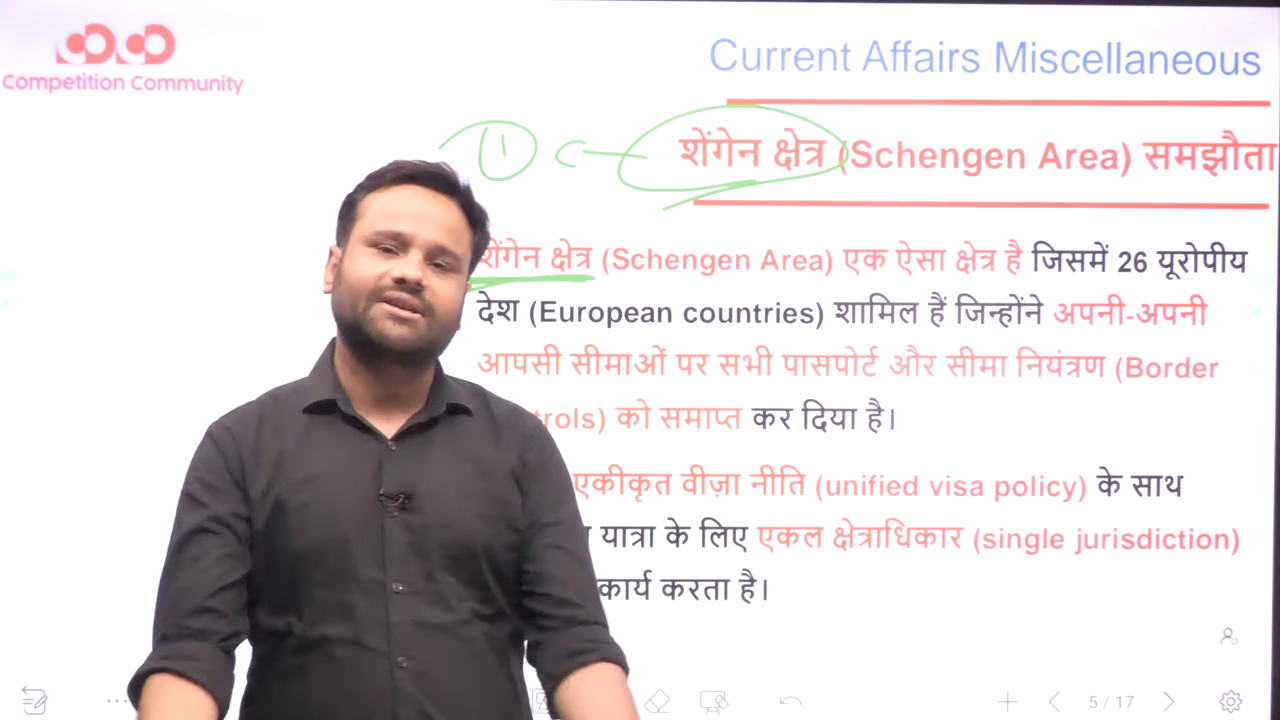 Competition Community
Current Affairs Miscellaneous
① शेंगेन क्षेत्र (Schengen Area) समझौता
शेंगेन क्षेत्र (Schengen Area) एक ऐसा क्षेत्र है जिसमें 26 यूरोपीय
देश (European countries) शामिल हैं जिन्होंने अपनी-अपनी
आपसी सीमाओं पर सभी पासपोर्ट और सीमा नियंत्रण (Border
को समाप्त कर दिया है।
एकीकृत वीज़ा नीति (unified visa policy) के साथ
यात्रा के लिए एकल क्षेत्राधिकार (single jurisdiction)
कार्य करता है।
5 / 17